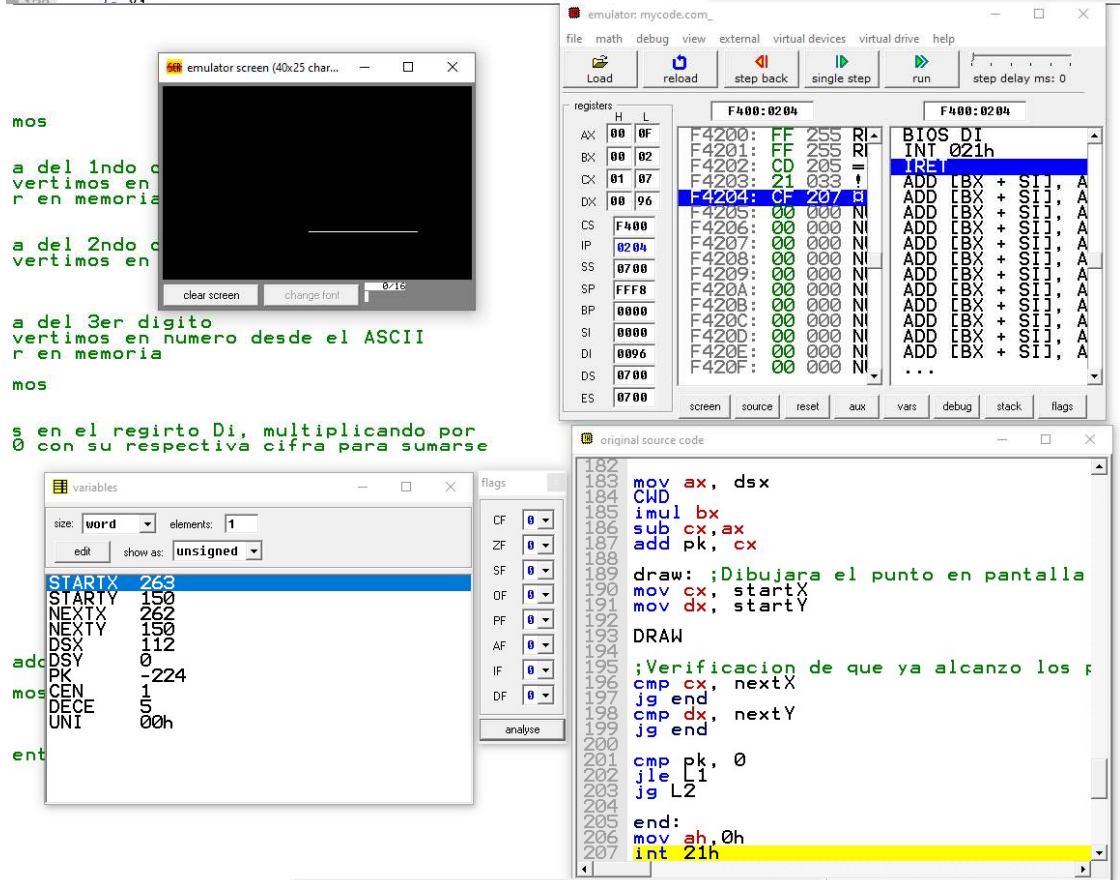 emulator: mycode.com_
file math debug view external virtual devices virtual drive help
Load reload step back single step run step delay ms: 0
registers
H L
F400:0204 F400:0204
AX 00 0F
BX 00 02
CX 01 07
DX 00 96
CS F400
IP 0204
SS 0700
SP FFF8
BP 0000
SI 0000
DI 0096
DS 0700
ES 0700
F4200: FF 255 R
F4201: FF 255 R
F4202: CD 205 =
F4203: 21 033 !
F4204: CF 207 ¤
F4205: 00 000 N
F4206: 00 000 N
F4207: 00 000 N
F4208: 00 000 N
F4209: 00 000 N
F420A: 00 000 N
F420B: 00 000 N
F420C: 00 000 N
F420D: 00 000 N
F420E: 00 000 N
F420F: 00 000 N
BIOS DI
INT 021h
IRET
ADD [BX + SI], A
ADD [BX + SI], A
ADD [BX + SI], A
ADD [BX + SI], A
ADD [BX + SI], A
ADD [BX + SI], A
ADD [BX + SI], A
ADD [BX + SI], A
ADD [BX + SI], A
ADD [BX + SI], A
ADD [BX + SI], A
...
screen source reset aux vars debug stack flags
emulator screen (40x25 char...
clear screen change font 0/16
mos
a del 1ndo
vertimos en
r en memoria
a del 2ndo
vertimos en
a del 3er digito
vertimos en numero desde el ASCII
r en memoria
mos
s en el regirto Di, multiplicando por
0 con su respectiva cifra para sumarse
ado
mos
ent
variables
size: word elements: 1
edit show as: unsigned
STARTX 263
STARTY 150
NEXTX 262
NEXTY 150
DSX 112
DSY 0
PK -224
CEN 1
DECE 5
UNI 00h
flags
CF 0
ZF 0
SF 0
OF 0
PF 0
AF 0
IF 0
DF 0
analyse
original source code
182
183 mov ax, dsx
184 CWD
185 imul bx
186 sub cx,ax
187 add pk, cx
188
189 draw: ;Dibujara el punto en pantalla
190 mov cx, startX
191 mov dx, startY
192
193 DRAW
194
195 ;Verificacion de que ya alcanzo los p
196 cmp cx, nextX
197 jg end
198 cmp dx, nextY
199 jg end
200
201 cmp pk, 0
202 jle L1
203 jg L2
204
205 end:
206 mov ah,0h
207 int 21h